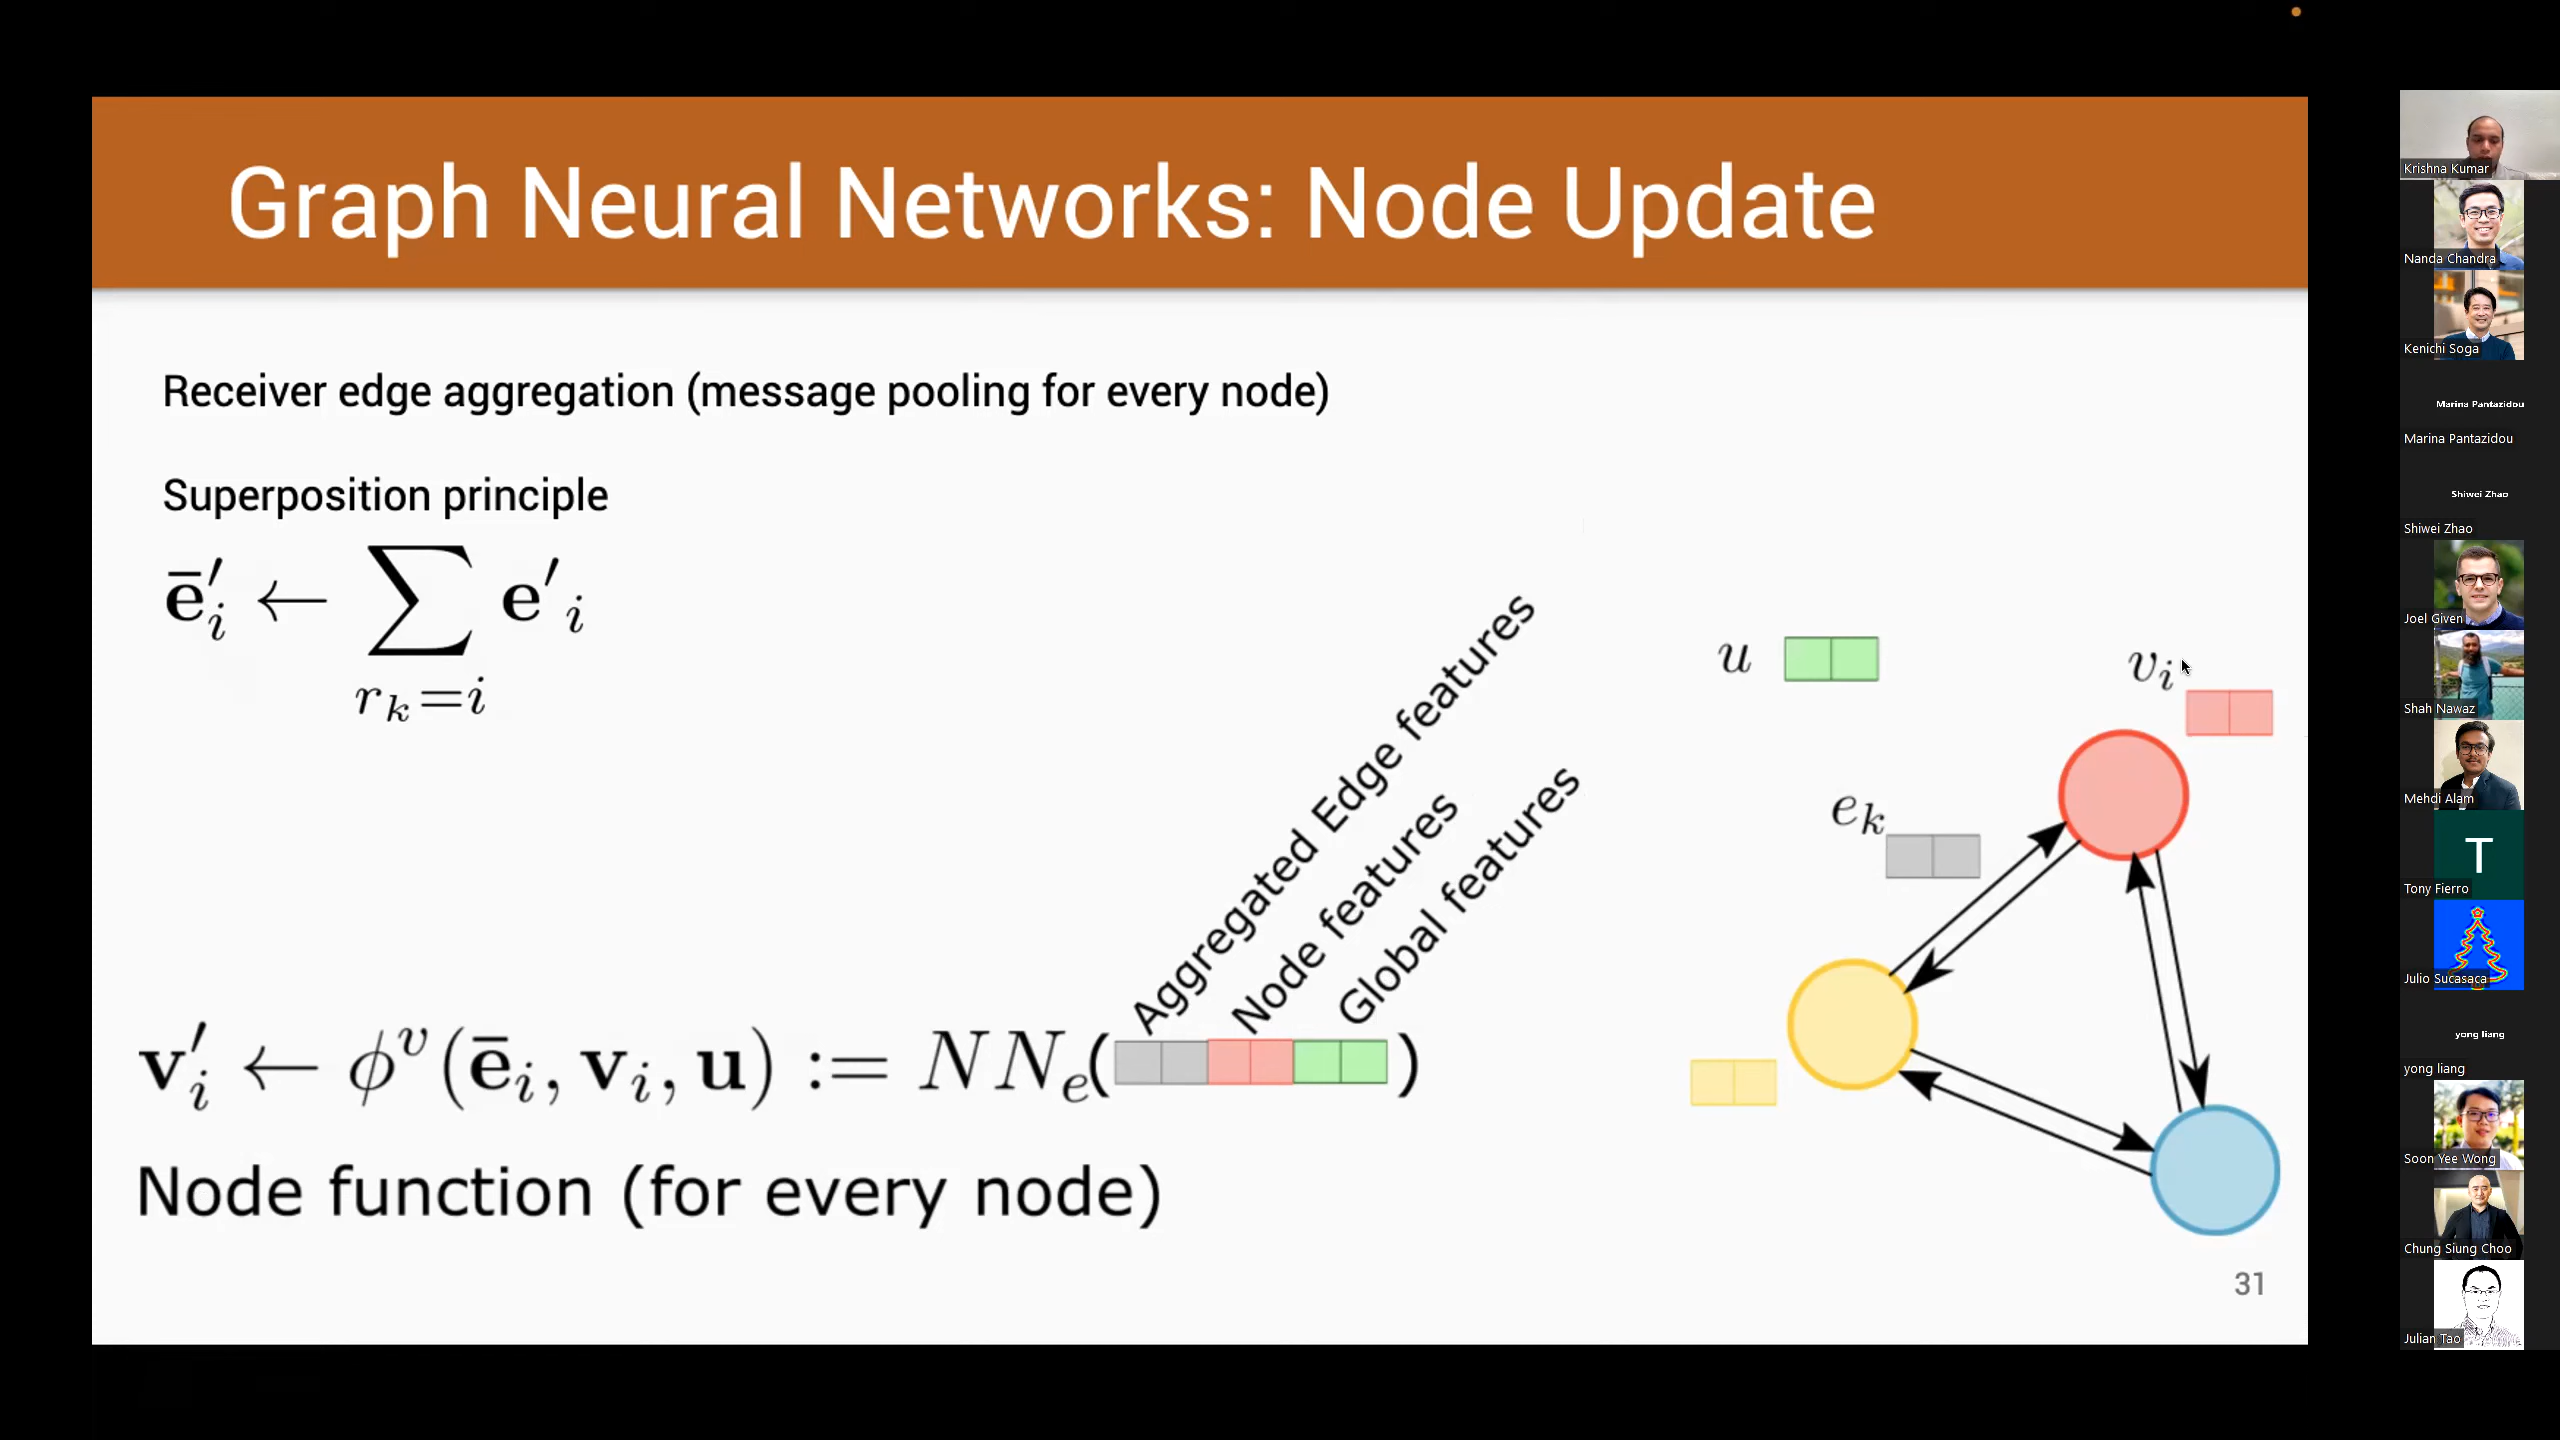 Graph Neural Networks: Node Update
Receiver edge aggregation (message pooling for every node)
Superposition principle
ē′ᵢ ← ∑ e′ᵢ
rₖ=i
Aggregated Edge features
Node features
Global features
v′ᵢ ← ϕᵛ(ēᵢ, vᵢ, u) := NNₑ( )
Node function (for every node)
u
vᵢ
eₖ
31
Krishna Kumar
Nanda Chandra
Kenichi Soga
Marina Pantazidou
Marina Pantazidou
Shiwei Zhao
Shiwei Zhao
Joel Given
Shah Nawaz
Mehdi Alam
T
Tony Fierro
Julio Sucasaca
yong liang
yong liang
Soon Yee Wong
Chung Siung Choo
Julian Tao